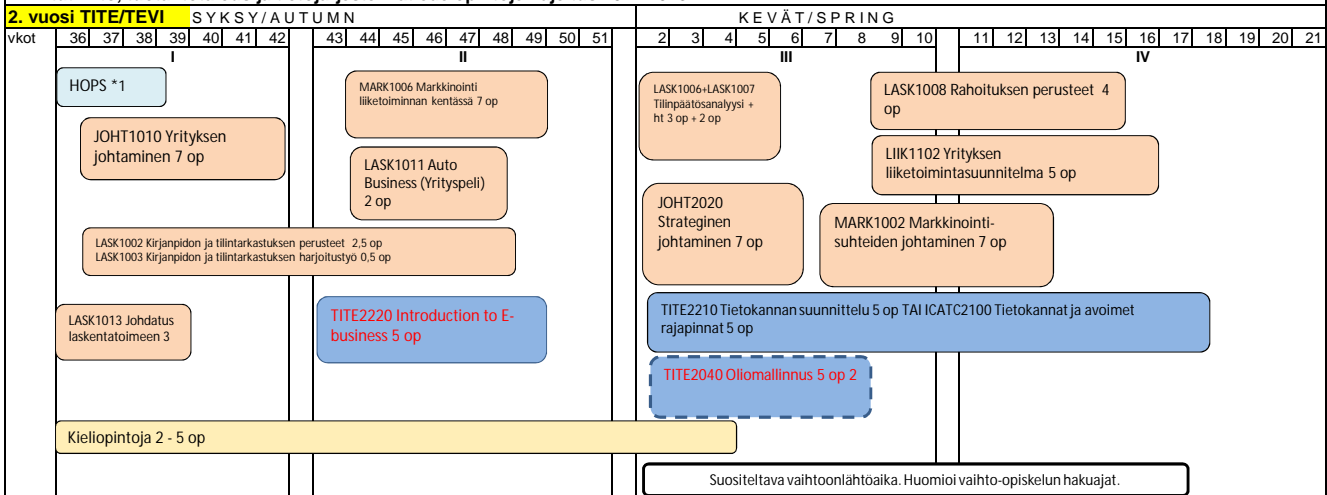 2. vuosi TITE/TEVI SYKSY/AUTUMN KEVÄT/SPRING
vkot 36 37 38 39 40 41 42 43 44 45 46 47 48 49 50 51 2 3 4 5 6 7 8 9 10 11 12 13 14 15 16 17 18 19 20 21
I II III IV
HOPS *1
MARK1006 Markkinointi
liiketoiminnan kentässä 7 op
LASK1006+LASK1007
Tilinpäätösanalyysi +
ht 3 op + 2 op
LASK1008 Rahoituksen perusteet 4
op
JOHT1010 Yrityksen
johtaminen 7 op
LASK1011 Auto
Business (Yrityspeli)
2 op
LIIK1102 Yrityksen
liiketoimintasuunnitelma 5 op
JOHT2020
Strateginen
johtaminen 7 op
MARK1002 Markkinointi-
suhteiden johtaminen 7 op
LASK1002 Kirjanpidon ja tilintarkastuksen perusteet 2,5 op
LASK1003 Kirjanpidon ja tilintarkastuksen harjoitustyö 0,5 op
LASK1013 Johdatus
laskentatoimeen 3
TITE2220 Introduction to E-
business 5 op
TITE2210 Tietokannan suunnittelu 5 op TAI ICATC2100 Tietokannat ja avoimet
rajapinnat 5 op
TITE2040 Oliomallinnus 5 op 2
Kieliopintoja 2 - 5 op
Suositeltava vaihtoonlähtöaika. Huomioi vaihto-opiskelun hakuajat.